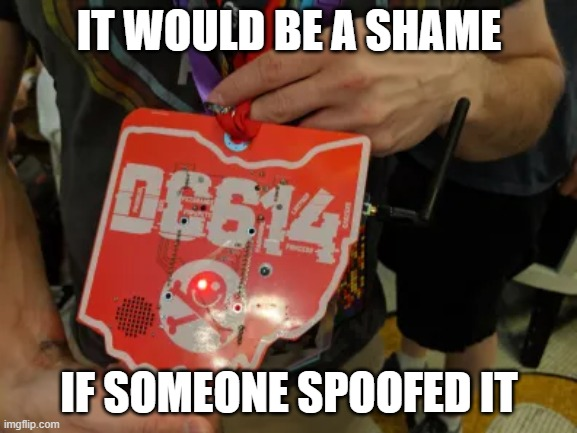 IT WOULD BE A SHAME
DC614
IF SOMEONE SPOOFED IT
imgflip.com